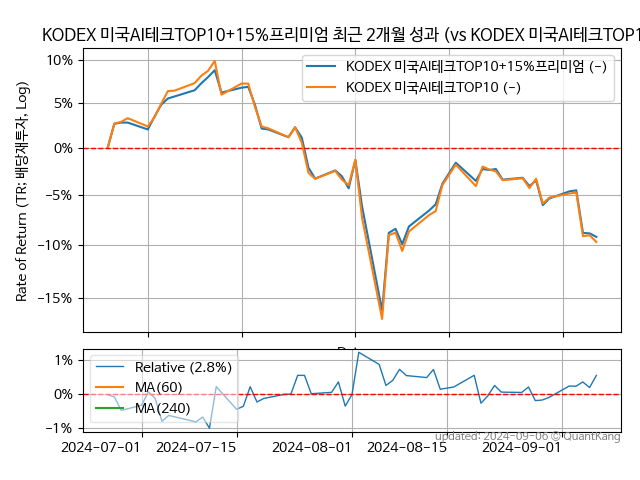 KODEX 미국AI테크TOP10+15%프리미엄 최근 2개월 성과 (vs KODEX 미국AI테크TOP1
10%
5%
0%
−5%
−10%
−15%
Rate of Return (TR: 배당재투자, Log)
KODEX 미국AI테크TOP10+15%프리미엄 (-)
KODEX 미국AI테크TOP10 (-)
1%
0%
−1%
Relative (2.8%)
MA(60)
MA(240)
updated: 2024-09-06 © QuantKang
2024-07-01
2024-07-15
2024-08-01
2024-08-15
2024-09-01